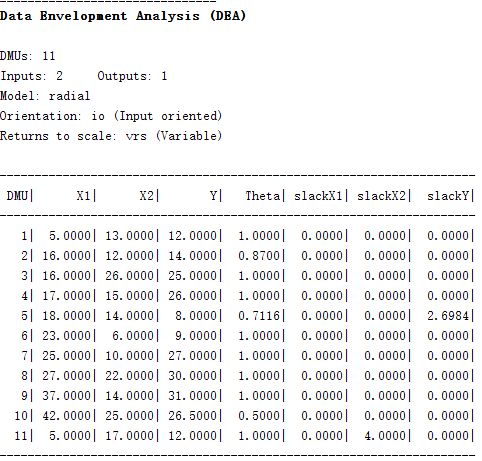 Data Envelopment Analysis (DEA)
DMUs: 11
Inputs: 2     Outputs: 1
Model: radial
Orientation: io (Input oriented)
Returns to scale: vrs (Variable)
DMU| X1| X2| Y| Theta| slackX1| slackX2| slackY|
1| 5.0000| 13.0000| 12.0000| 1.0000| 0.0000| 0.0000| 0.0000|
2| 16.0000| 12.0000| 14.0000| 0.8700| 0.0000| 0.0000| 0.0000|
3| 16.0000| 26.0000| 25.0000| 1.0000| 0.0000| 0.0000| 0.0000|
4| 17.0000| 15.0000| 26.0000| 1.0000| 0.0000| 0.0000| 0.0000|
5| 18.0000| 14.0000| 8.0000| 0.7116| 0.0000| 0.0000| 2.6984|
6| 23.0000| 6.0000| 9.0000| 1.0000| 0.0000| 0.0000| 0.0000|
7| 25.0000| 10.0000| 27.0000| 1.0000| 0.0000| 0.0000| 0.0000|
8| 27.0000| 22.0000| 30.0000| 1.0000| 0.0000| 0.0000| 0.0000|
9| 37.0000| 14.0000| 31.0000| 1.0000| 0.0000| 0.0000| 0.0000|
10| 42.0000| 25.0000| 26.5000| 0.5000| 0.0000| 0.0000| 0.0000|
11| 5.0000| 17.0000| 12.0000| 1.0000| 0.0000| 4.0000| 0.0000|